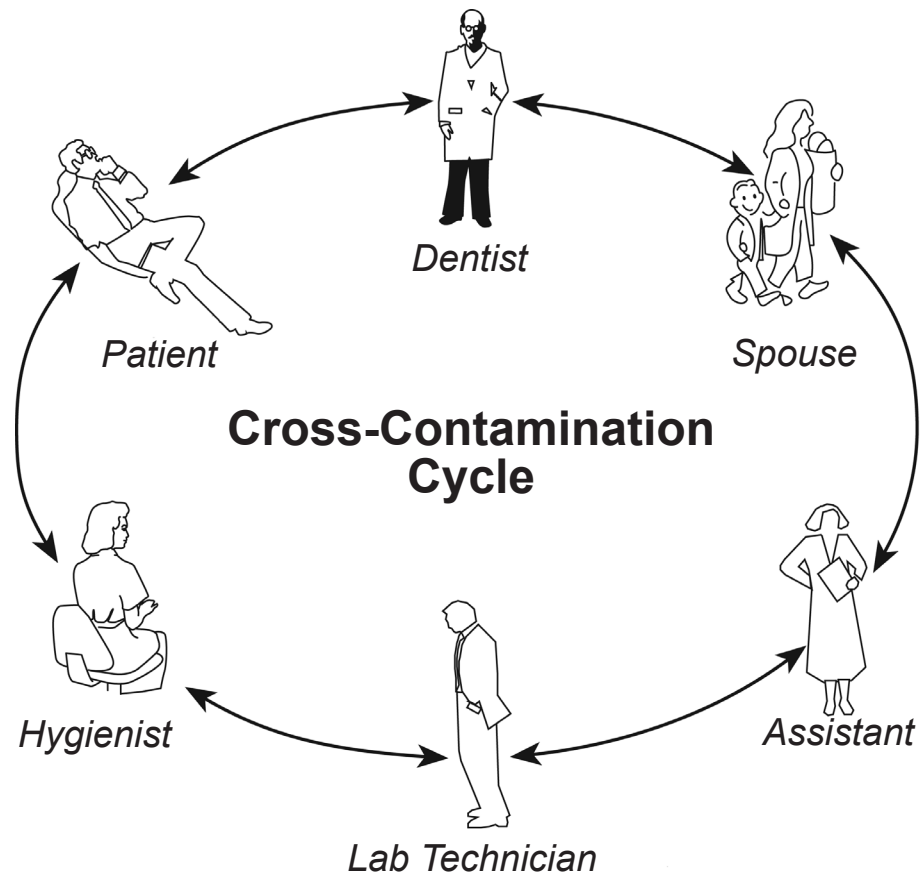 Dentist
Patient
Spouse
Cross-Contamination
Cycle
Hygienist
Assistant
Lab Technician